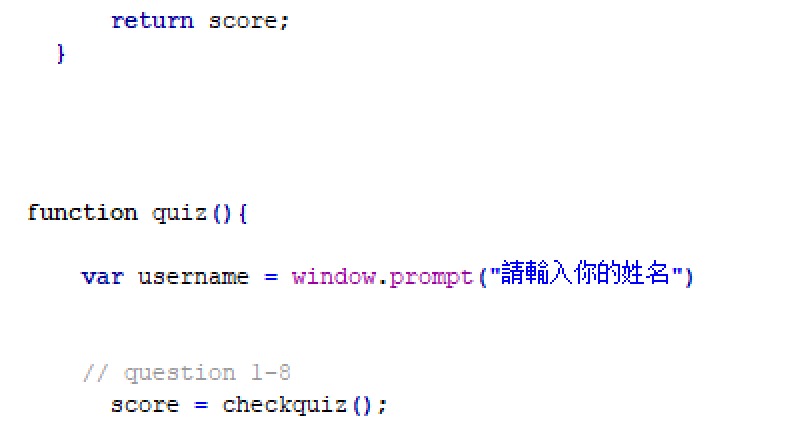 return score;
}
function quiz(){
var username = window.prompt("請輸入你的姓名")
// question 1-8
score = checkquiz();